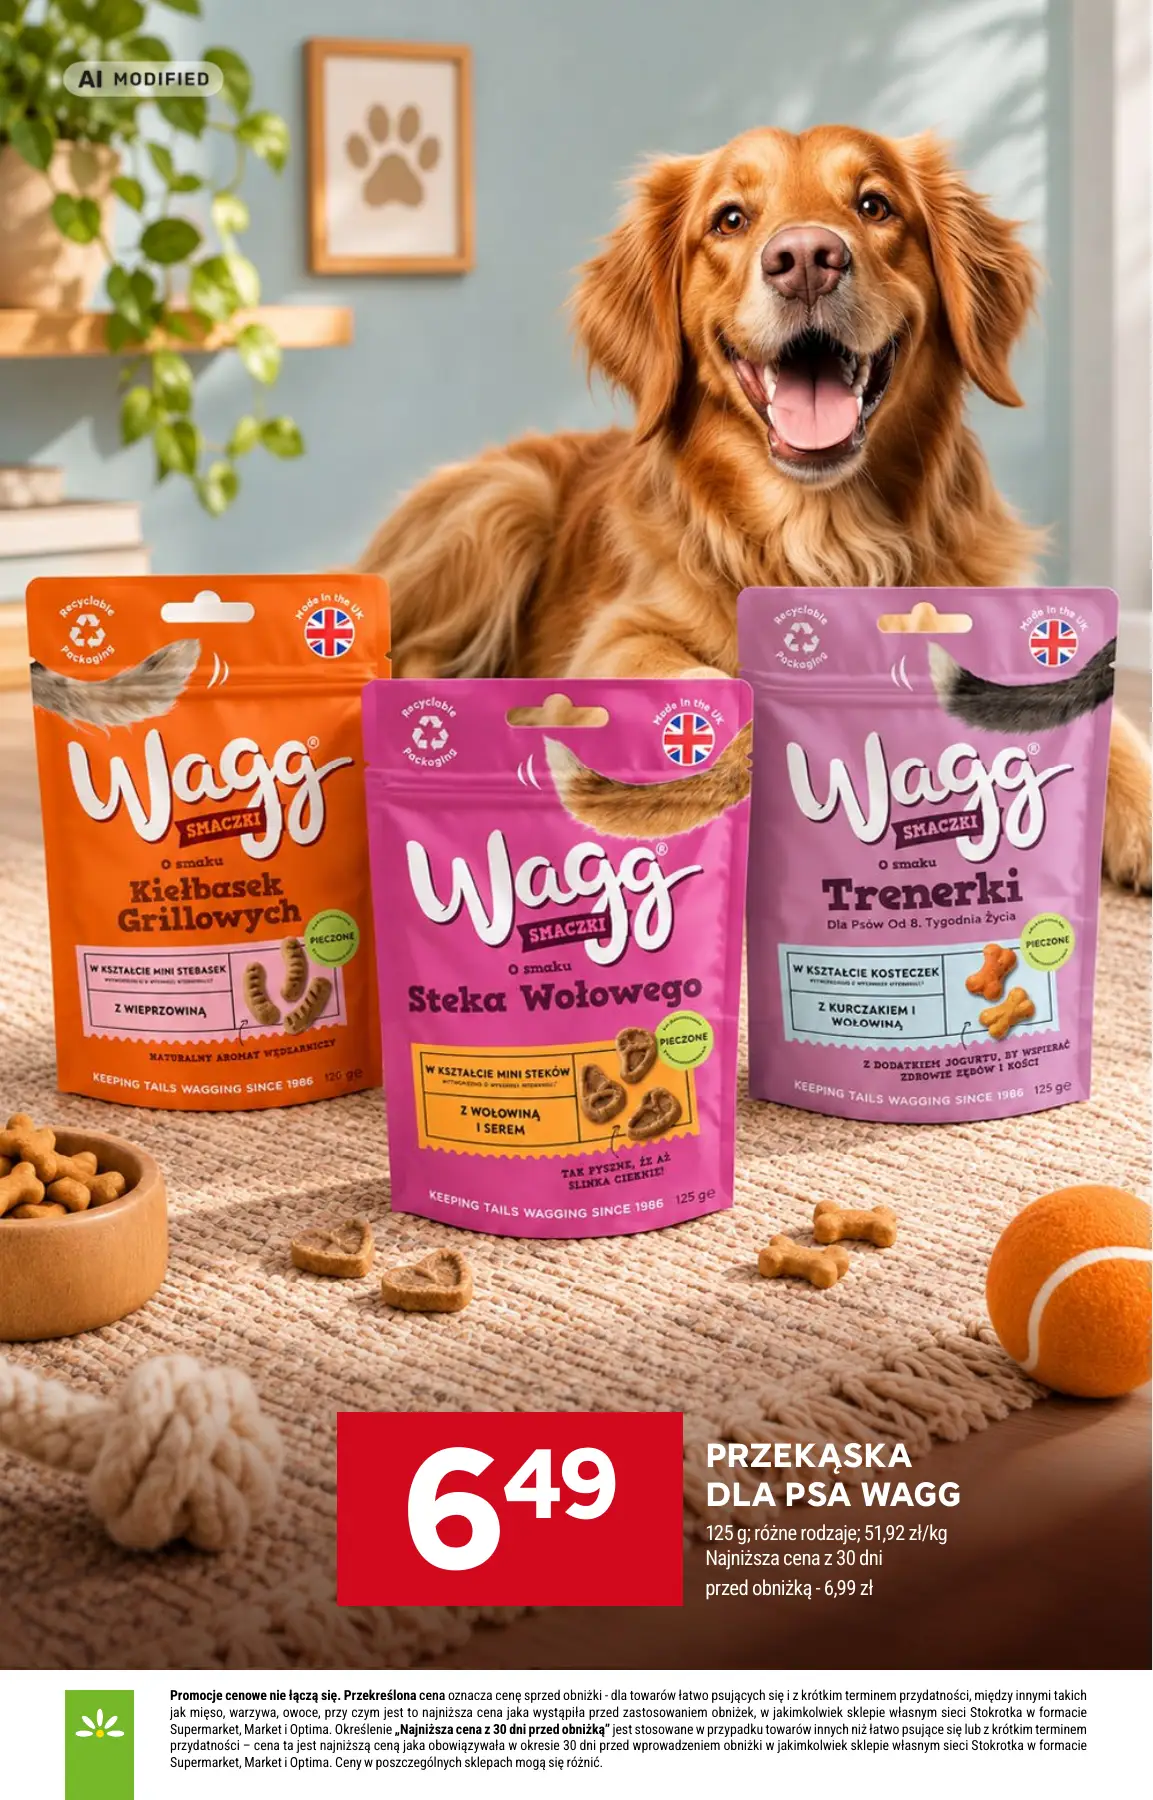 AI MODIFIED
Recyclable Packaging
Made in the UK
Wagg®
SMACZKI
O smaku
Kiełbasek
Grillowych
PIECZONE
W KSZTAŁCIE MINI STEBASEK
Z WIEPRZOWINĄ
NATURALNY AROMAT WĘDZARNICZY
KEEPING TAILS WAGGING SINCE 1986 120 g e
Recyclable Packaging
Made in the UK
Wagg®
SMACZKI
O smaku
Steka Wołowego
PIECZONE
W KSZTAŁCIE MINI STEKÓW
Z WOŁOWINĄ
I SEREM
TAK PYSZNE, ŻE AŻ
SLINKA CIEKNIE!
KEEPING TAILS WAGGING SINCE 1986 125 g e
Recyclable Packaging
Made in the UK
Wagg®
SMACZKI
O smaku
Trenerki
Dla Psów Od 8. Tygodnia Życia
PIECZONE
W KSZTAŁCIE KOSTECZEK
Z KURCZAKIEM I
WOŁOWINĄ
Z DODATKIEM JOGURTU, BY WSPIERAĆ
ZDROWIE ZĘBÓW I KOŚCI
KEEPING TAILS WAGGING SINCE 1986 125 g e
6 49
PRZEKĄSKA
DLA PSA WAGG
125 g; różne rodzaje; 51,92 zł/kg
Najniższa cena z 30 dni
przed obniżką - 6,99 zł
Promocje cenowe nie łączą się. Przekreślona cena oznacza cenę sprzed obniżki - dla towarów łatwo psujących się i z krótkim terminem przydatności, między innymi takich
jak mięso, warzywa, owoce, przy czym jest to najniższa cena jaka wystąpiła przed zastosowaniem obniżek, w jakimkolwiek sklepie własnym sieci Stokrotka w formacie
Supermarket, Market i Optima. Określenie „Najniższa cena z 30 dni przed obniżką” jest stosowane w przypadku towarów innych niż łatwo psujące się lub z krótkim terminem
przydatności – cena ta jest najniższą ceną jaka obowiązywała w okresie 30 dni przed wprowadzeniem obniżki w jakimkolwiek sklepie własnym sieci Stokrotka w formacie
Supermarket, Market i Optima. Ceny w poszczególnych sklepach mogą się różnić.